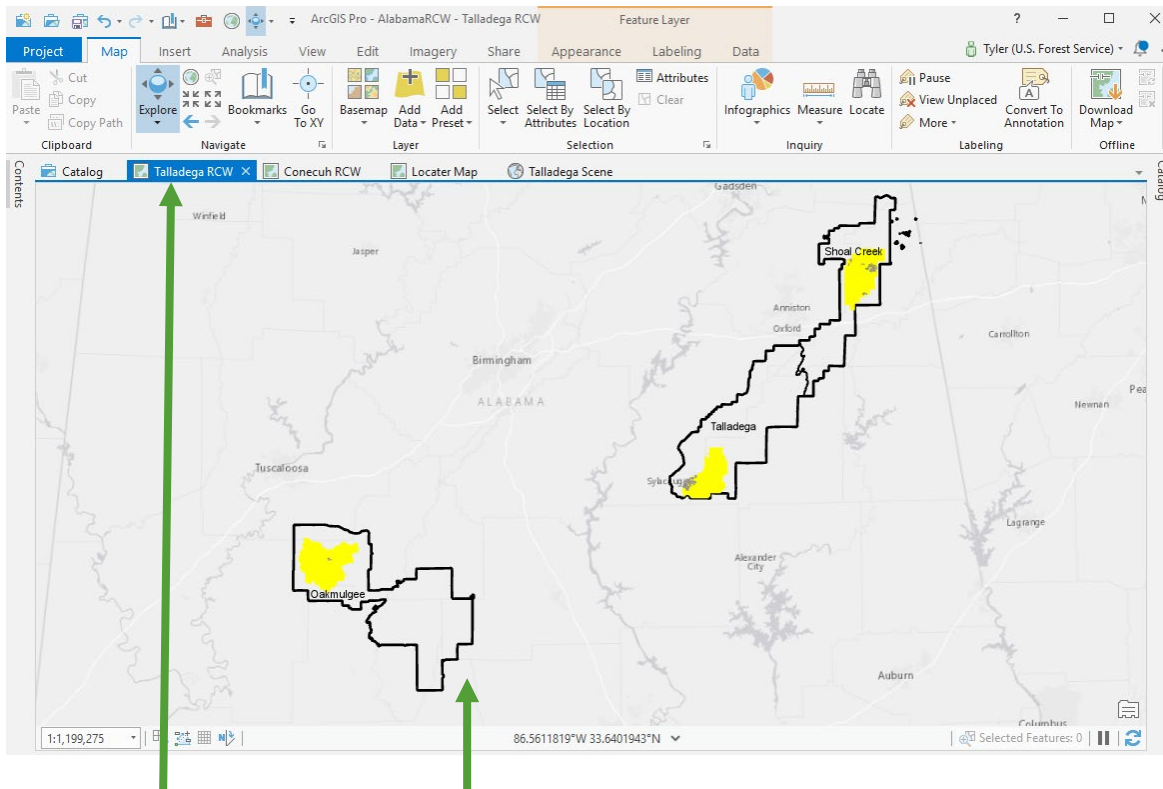 ArcGIS Pro - AlabamaRCW - Talladega RCW
Feature Layer
?
Project Map Insert Analysis View Edit Imagery Share Appearance Labeling Data
Tyler (U.S. Forest Service)
Paste
Cut
Copy
Copy Path
Clipboard
Explore
Bookmarks
Go To XY
Navigate
Basemap
Add Data
Add Preset
Layer
Select
Select By Attributes
Select By Location
Attributes
Clear
Selection
Infographics
Measure
Locate
Inquiry
Pause
View Unplaced
More
Convert To Annotation
Labeling
Download Map
Offline
Contents
Catalog
Talladega RCW
Conecuh RCW
Locater Map
Talladega Scene
Catalog
Gadsden
Winfield
Jasper
Shoal Creek
Anniston
Oxford
Carrollton
Birmingham
ALABAMA
Newnan
Pea
Talladega
Tuscaloosa
Lagrange
Alexander City
Oakmulgee
Auburn
Columbus
1:1,199,275
86.5611819°W 33.6401943°N
Selected Features: 0